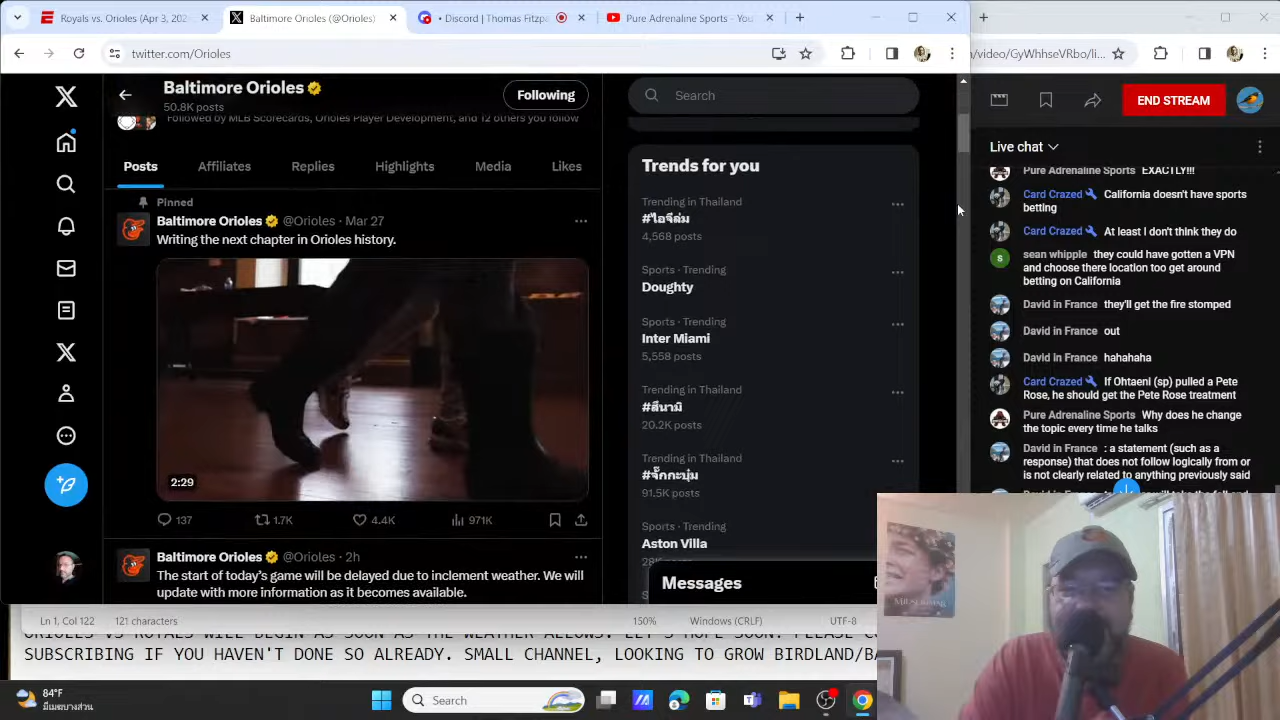 Royals vs. Orioles (Apr 3, 202
Baltimore Orioles (@Orioles)
• Discord | Thomas Fitzpa
Pure Adrenaline Sports - You
twitter.com/Orioles
/video/GyWhhseVRbo/li
Baltimore Orioles
50.8K posts
Following
Search
Followed by MLB Scorecards, Orioles Player Development, and 12 others you follow
Posts
Affiliates
Replies
Highlights
Media
Likes
Pinned
Baltimore Orioles @Orioles · Mar 27
Writing the next chapter in Orioles history.
2:29
137
1.7K
4.4K
971K
Baltimore Orioles @Orioles · 2h
The start of today's game will be delayed due to inclement weather. We will
update with more information as it becomes available.
Trends for you
Trending in Thailand
#ไอจีล่ม
4,568 posts
Sports · Trending
Doughty
Sports · Trending
Inter Miami
5,558 posts
Trending in Thailand
#สึนามิ
20.2K posts
Trending in Thailand
91.5K posts
Sports · Trending
Aston Villa
Messages
END STREAM
Live chat
Pure Adrenaline Sports EXACTLY!!!
Card Crazed California doesn't have sports
betting
Card Crazed At least I don't think they do
sean whipple they could have gotten a VPN
and choose there location too get around
betting on California
David in France they'll get the fire stomped
David in France out
David in France hahahaha
Card Crazed If Ohtaeni (sp) pulled a Pete
Rose, he should get the Pete Rose treatment
Pure Adrenaline Sports Why does he change
the topic every time he talks
David in France : a statement (such as a
response) that does not follow logically from or
is not clearly related to anything previously said
Ln 1, Col 122
121 characters
150%
Windows (CRLF)
UTF-8
ORIOLES VS ROYALS WILL BEGIN AS SOON AS THE WEATHER ALLOWS. LET'S HOPE SOON! PLEASE CO
SUBSCRIBING IF YOU HAVEN'T DONE SO ALREADY. SMALL CHANNEL, LOOKING TO GROW BIRDLAND/BA
84°F
มีเมฆบางส่วน
Search